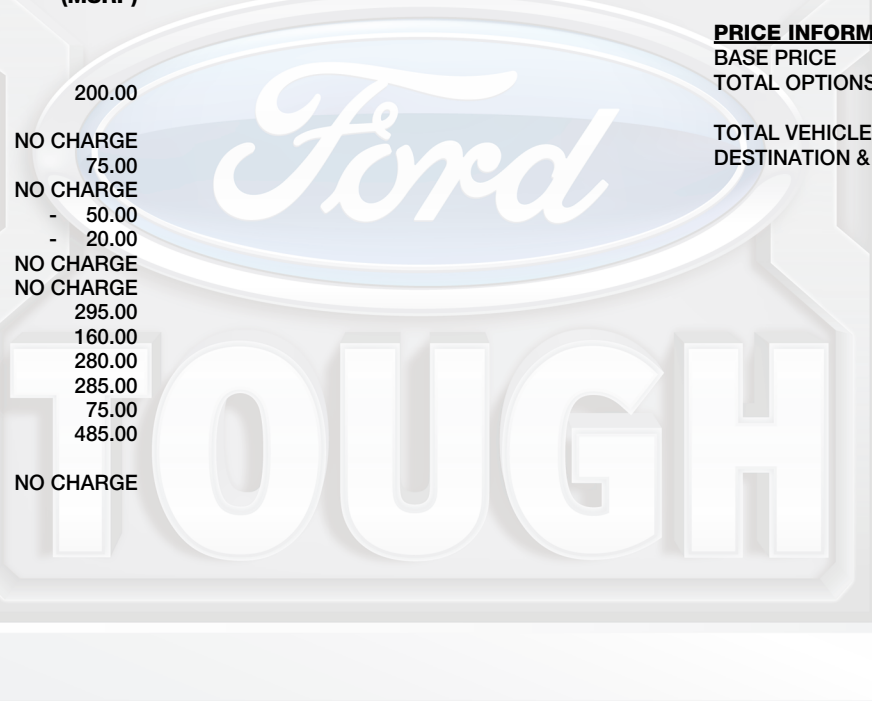 (MSRP)
200.00
NO CHARGE
75.00
NO CHARGE
- 50.00
- 20.00
NO CHARGE
NO CHARGE
295.00
160.00
280.00
285.00
75.00
485.00
NO CHARGE
PRICE INFORM
BASE PRICE
TOTAL OPTIONS
TOTAL VEHICLE
DESTINATION &
Ford
TOUGH